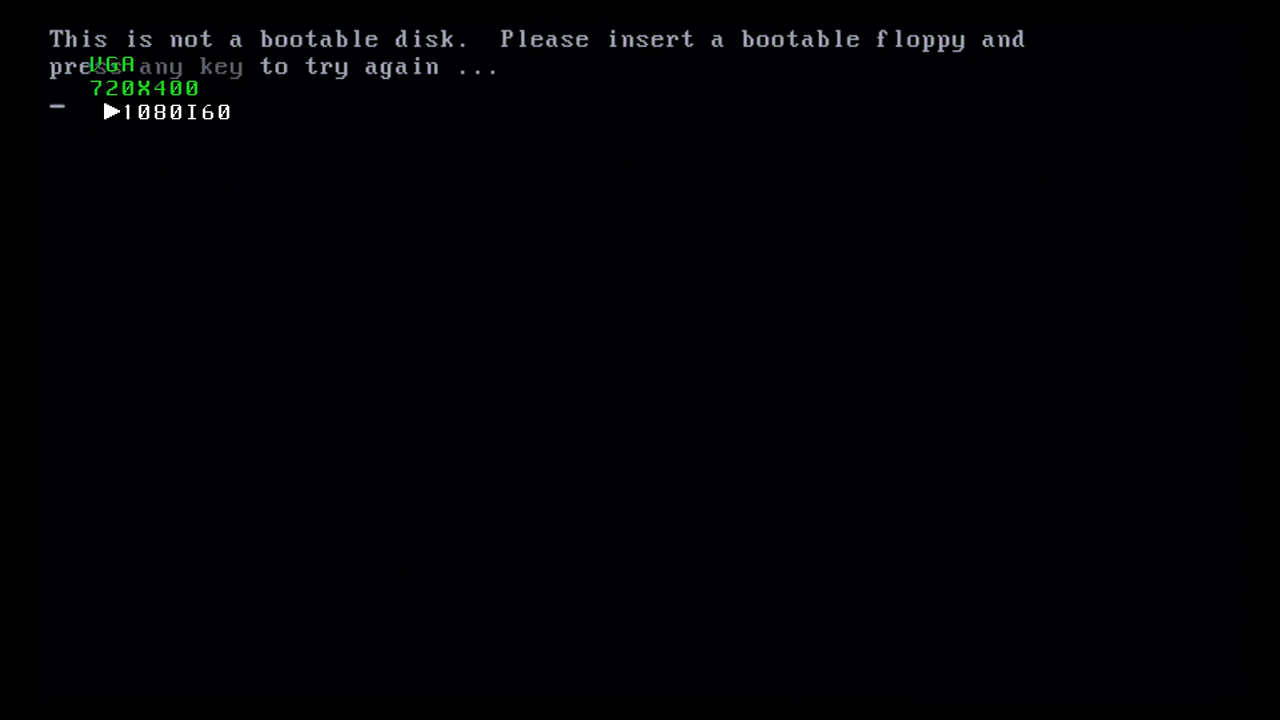 This is not a bootable disk.  Please insert a bootable floppy and
press any key to try again ...
_
VGA
720X400
▶1080I60